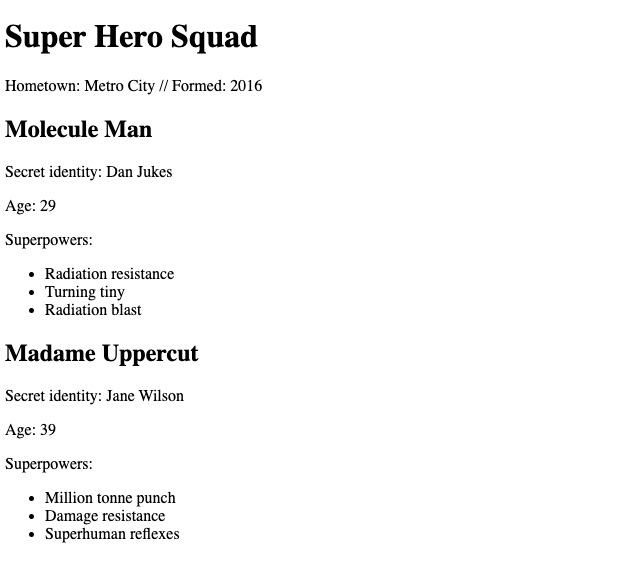 Super Hero Squad
Hometown: Metro City // Formed: 2016
Molecule Man
Secret identity: Dan Jukes
Age: 29
Superpowers:
• Radiation resistance
• Turning tiny
• Radiation blast
Madame Uppercut
Secret identity: Jane Wilson
Age: 39
Superpowers:
• Million tonne punch
• Damage resistance
• Superhuman reflexes